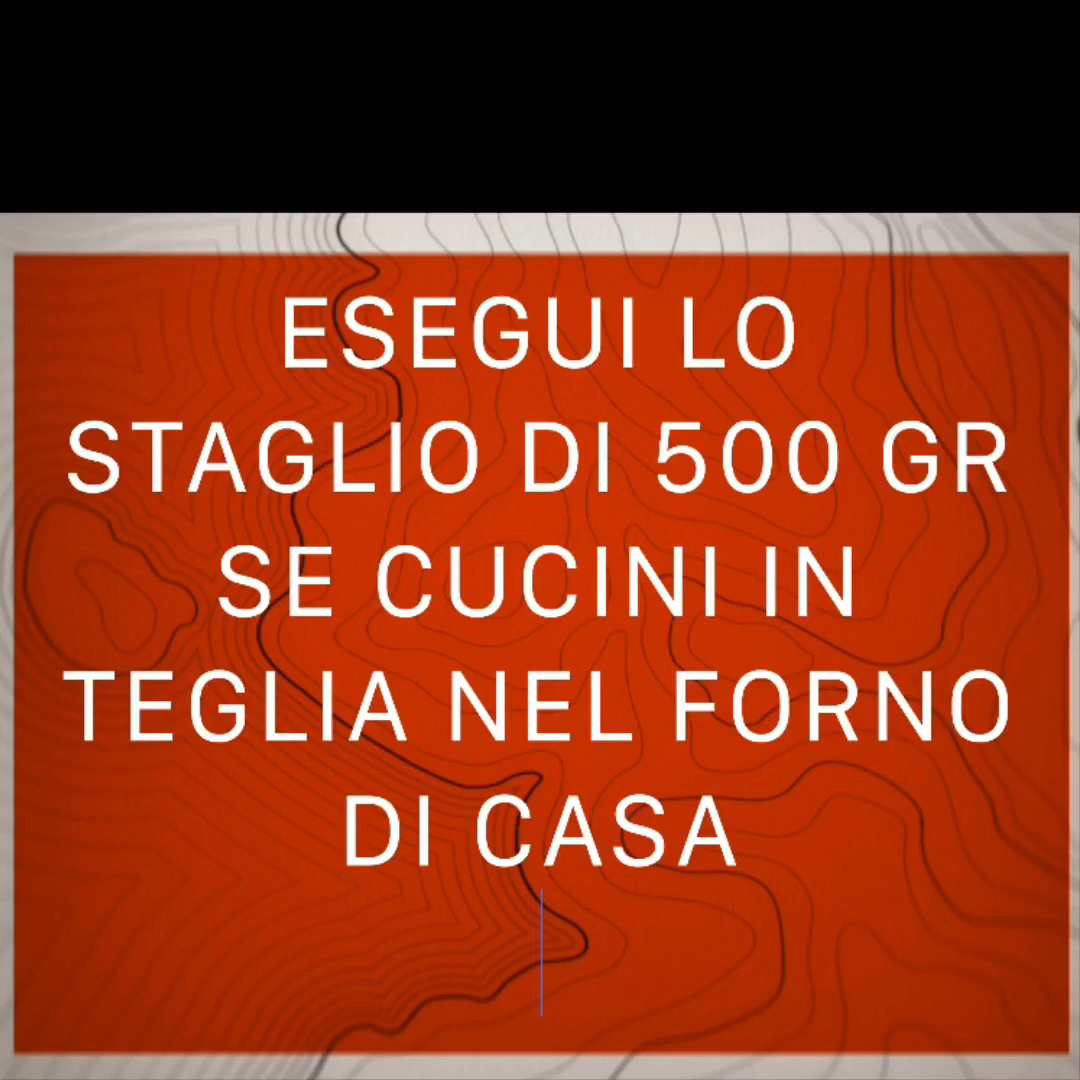 ESEGUI LO
STAGLIO DI 500 GR
SE CUCINI IN
TEGLIA NEL FORNO
DI CASA